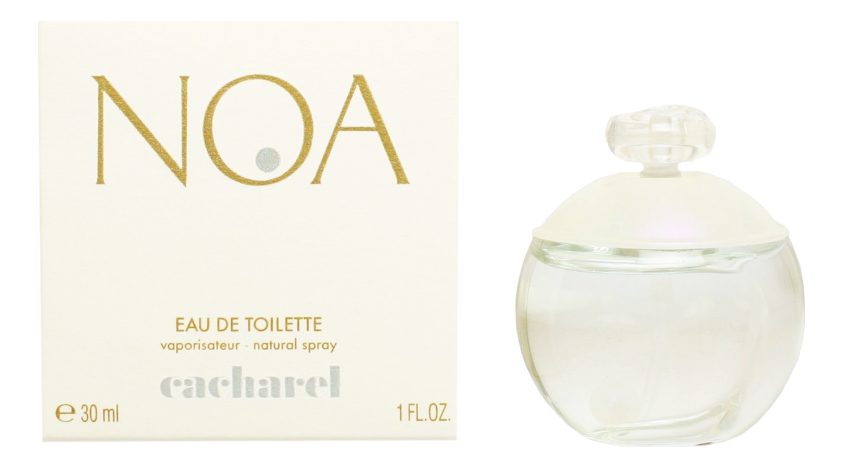 NOA
EAU DE TOILETTE
vaporisateur - natural spray
cacharel
℮ 30 ml 1 FL.OZ.